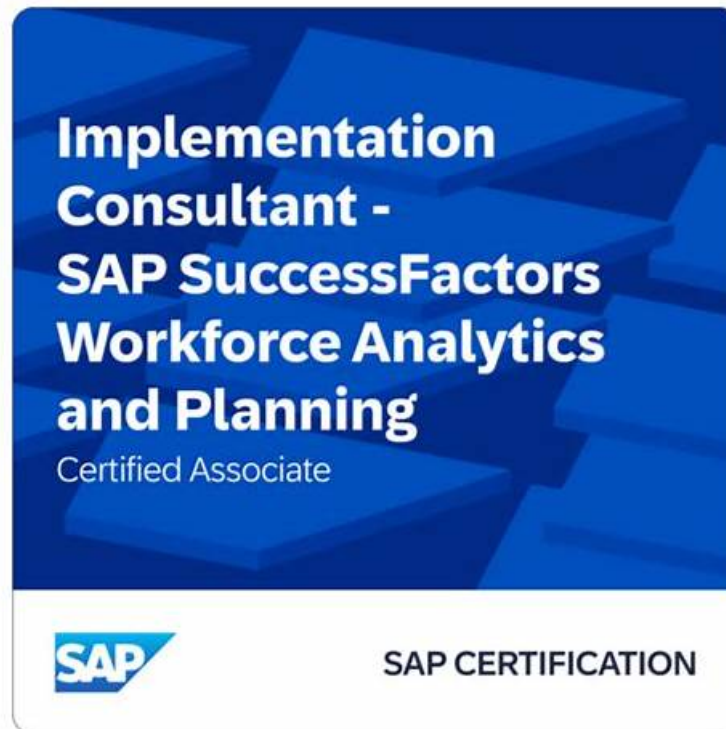 Implementation
Consultant -
SAP SuccessFactors
Workforce Analytics
and Planning
Certified Associate
SAP
SAP CERTIFICATION